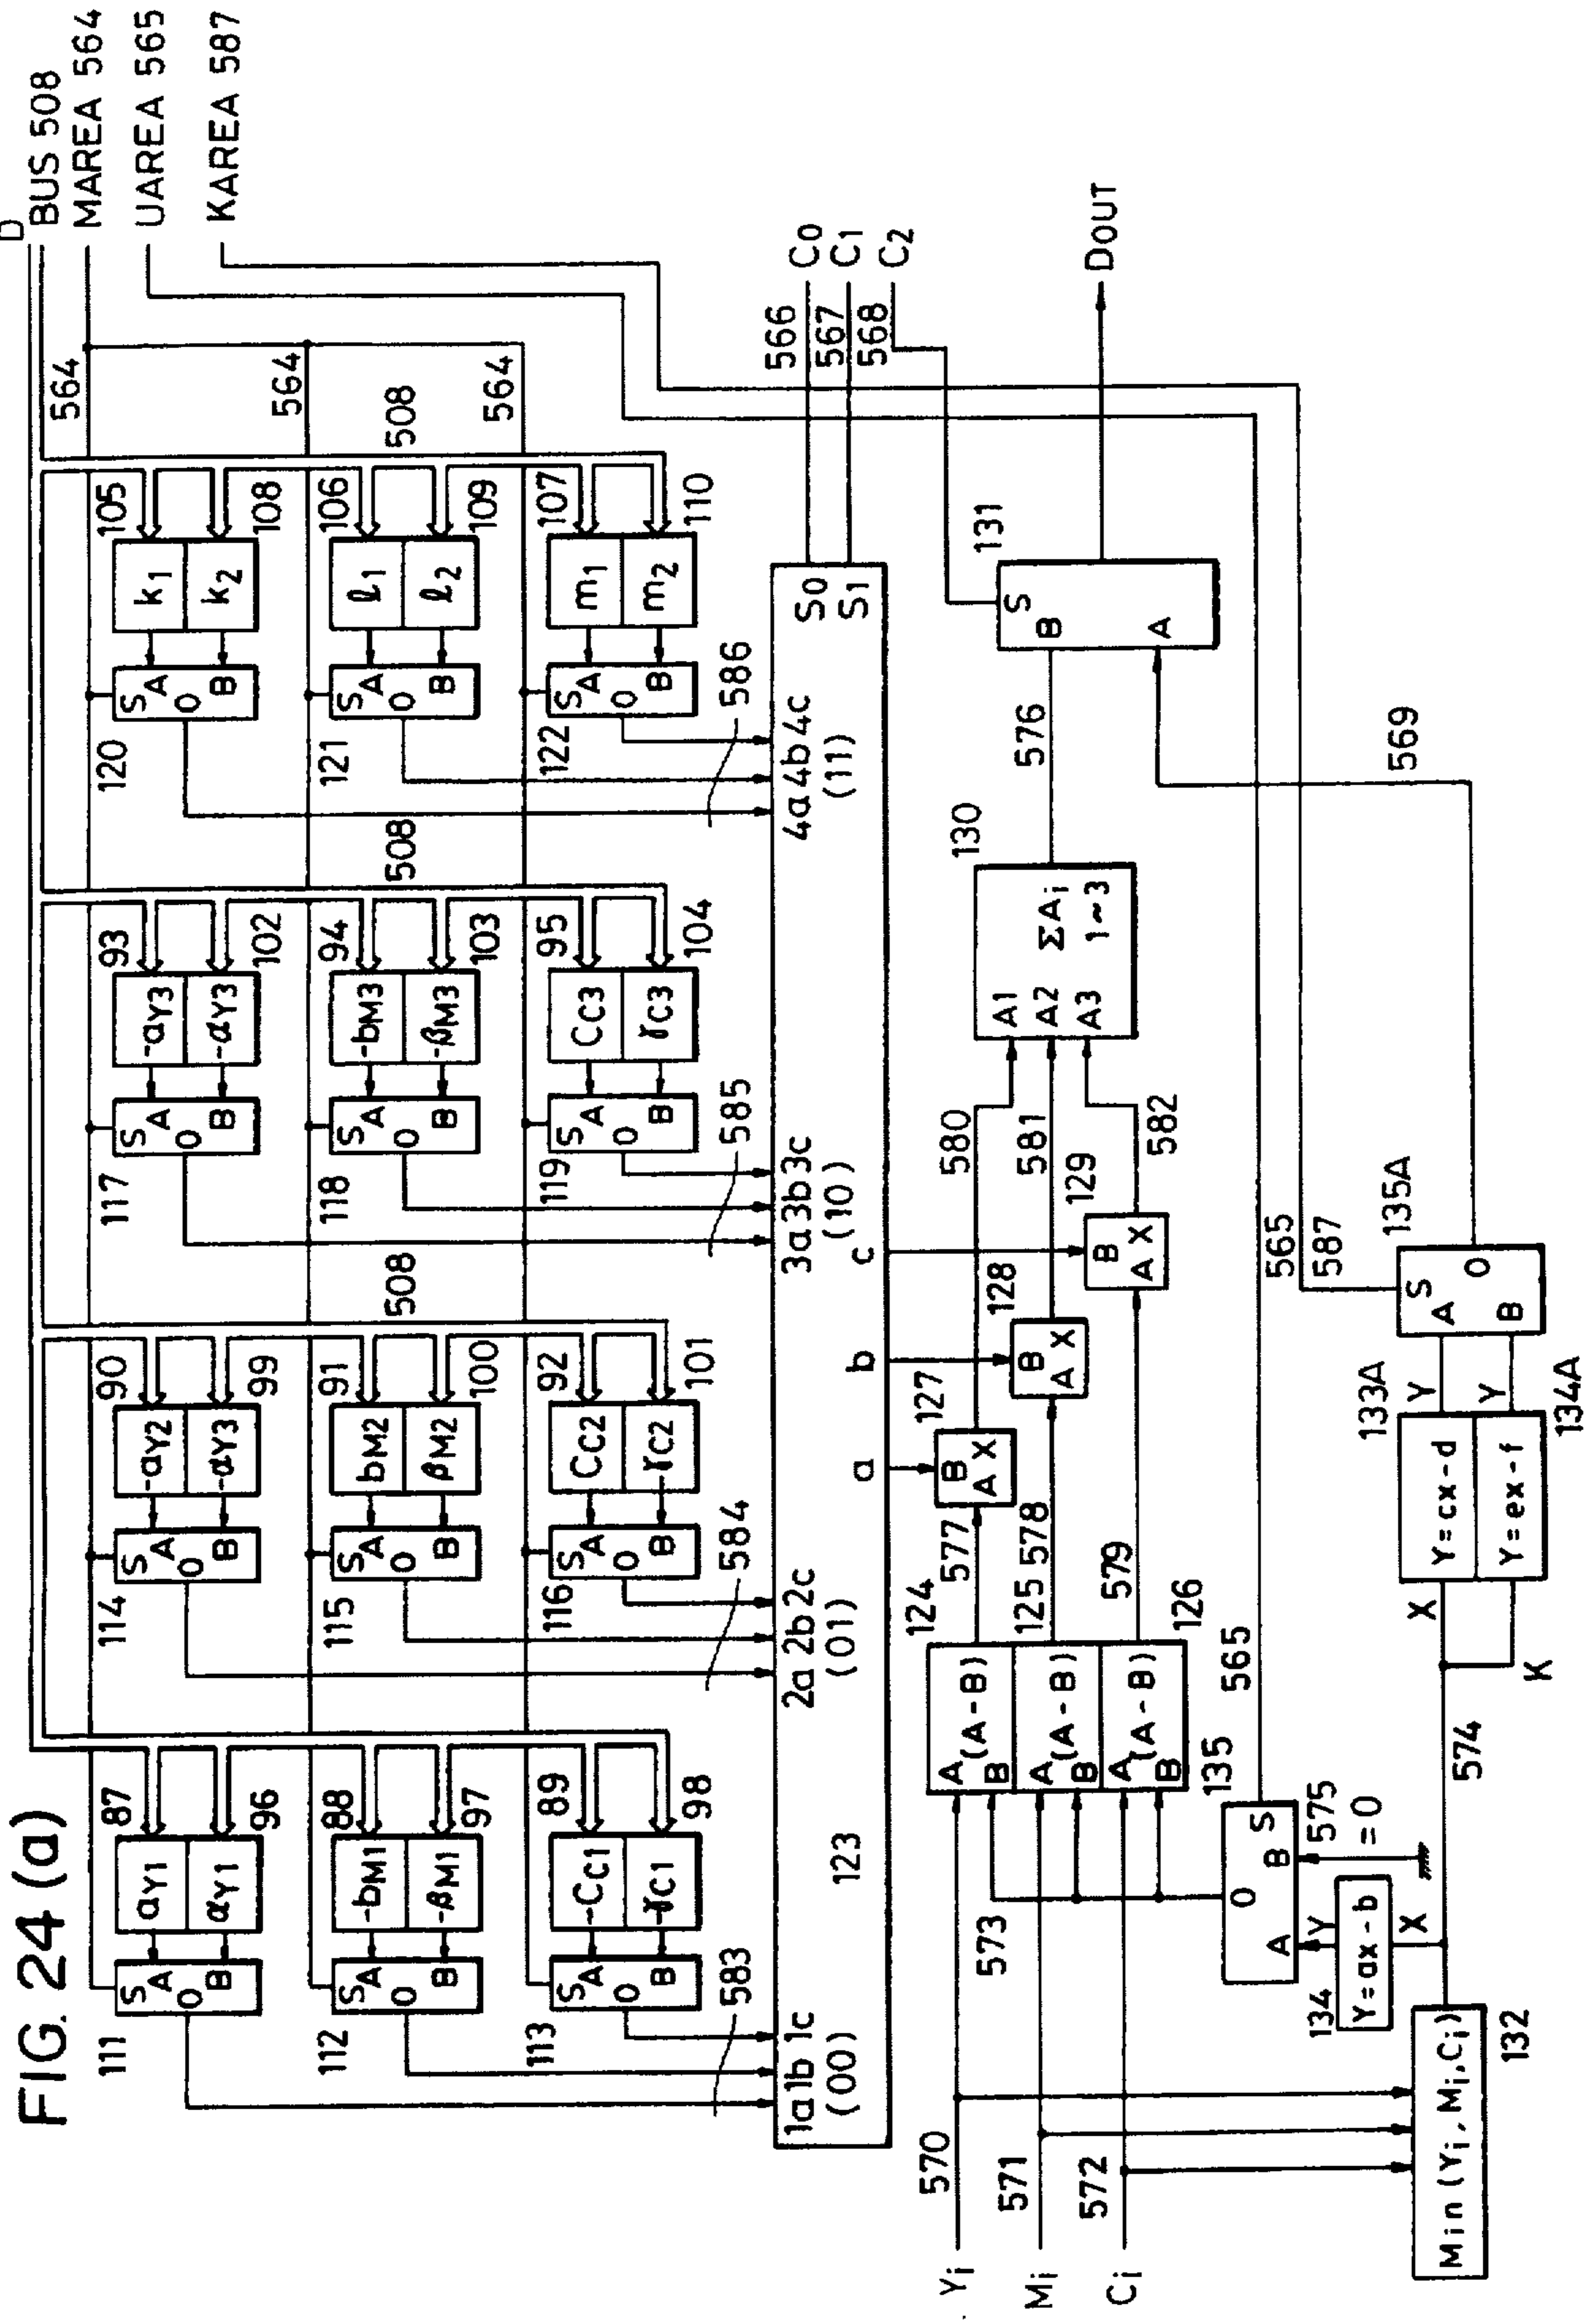 FIG. 24 (a)
D
BUS 508
MAREA 564
UAREA 565
KAREA 587
564
564
564
87
96
aY1
αY1
S
A
O
B
111
88
97
-bM1
-βM1
S
A
O
B
112
89
98
-CC1
-γC1
S
A
O
B
113
583
508
90
99
-aY2
-αY3
S
A
O
B
114
91
100
bM2
βM2
S
A
O
B
115
92
101
CC2
γC2
S
A
O
B
116
584
508
93
102
-aY3
-αY3
S
A
O
B
117
94
103
-bM3
-βM3
S
A
O
B
118
95
104
CC3
γC3
S
A
O
B
119
585
508
105
108
k1
k2
S
A
O
B
120
106
109
ℓ1
ℓ2
S
A
O
B
121
107
110
m1
m2
S
A
O
B
122
586
1a 1b 1c
(00)
123
2a 2b 2c
(01)
3a 3b 3c
(10)
4a 4b 4c
(11)
S0
S1
a
b
c
566
C0
567
C1
568
C2
Yi
570
Mi
571
Ci
572
573
124
A (A-B)
B
A (A-B)
B
A (A-B)
B
125
126
577
578
579
127
B
A X
128
B
A X
129
B
A X
580
581
582
130
A1
A2
A3
ΣAi
1~3
576
131
S
B
A
DOUT
569
135
O
S
A
B
565
575
=0
134
Y=ax-b
Y
X
Min (Yi, Mi, Ci)
132
574
K
X
133A
Y=cx-d
Y=ex-f
134A
Y
Y
135A
S
A
O
B
565
587